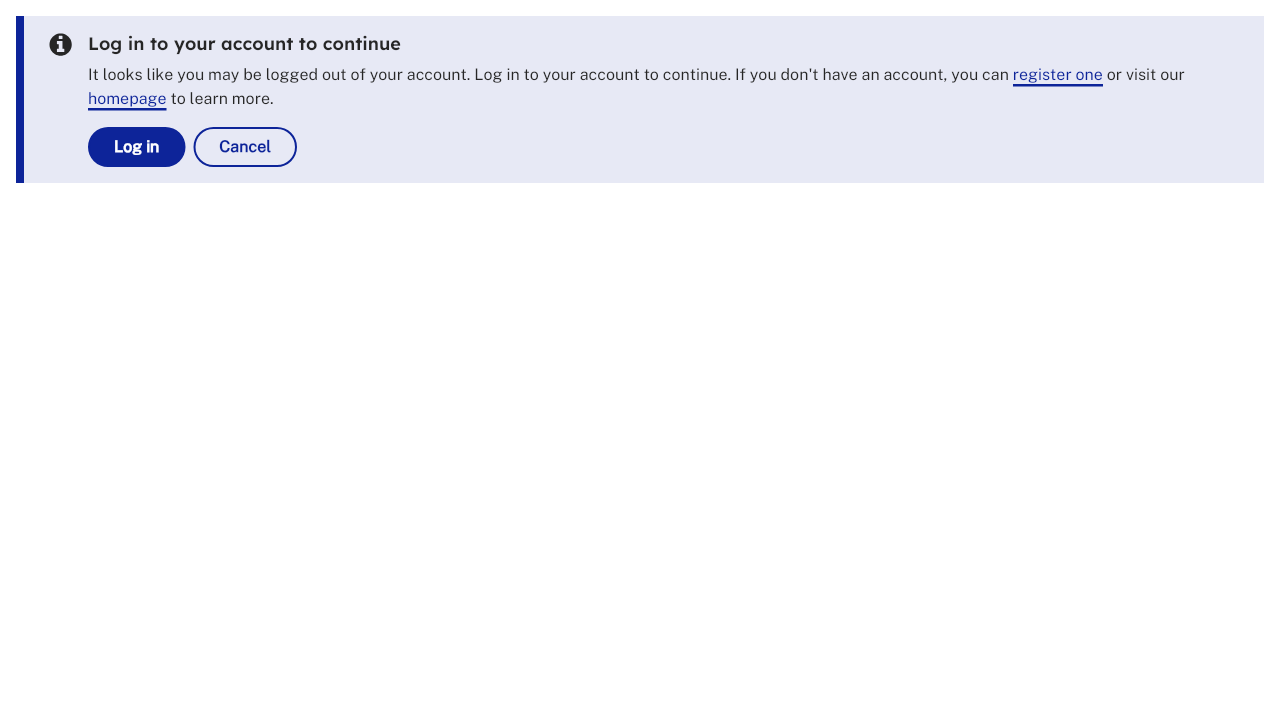 Log in to your account to continue
It looks like you may be logged out of your account. Log in to your account to continue. If you don't have an account, you can register one or visit our
homepage to learn more.
Log in
Cancel